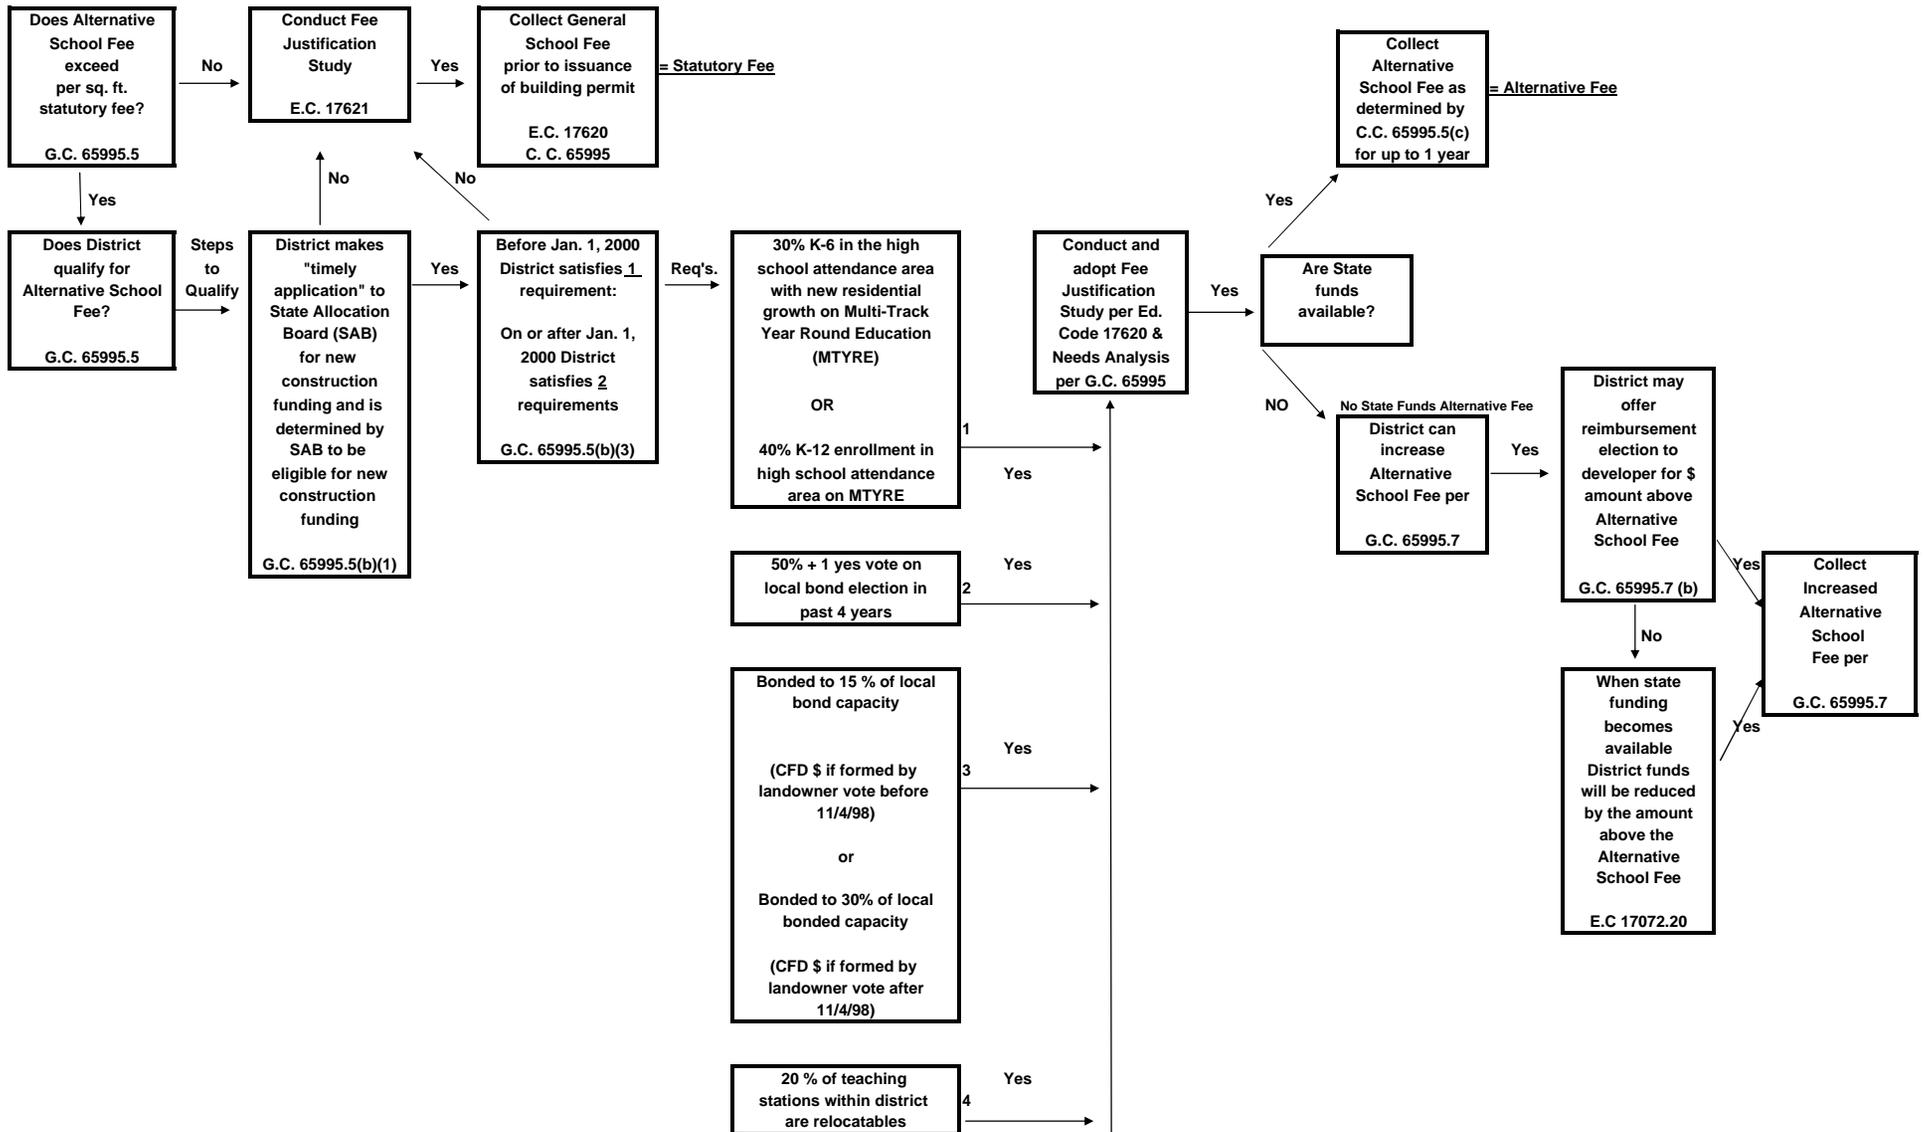 Does Alternative
School Fee
exceed
per sq. ft.
statutory fee?
G.C. 65995.5
No
Conduct Fee
Justification
Study
E.C. 17621
Yes
Collect General
School Fee
prior to issuance
of building permit
E.C. 17620
C. C. 65995
= Statutory Fee
Collect
Alternative
School Fee as
determined by
C.C. 65995.5(c)
for up to 1 year
= Alternative Fee
Yes
No
No
Yes
Does District
qualify for
Alternative School
Fee?
G.C. 65995.5
Steps
to
Qualify
District makes
"timely
application" to
State Allocation
Board (SAB)
for new
construction
funding and is
determined by
SAB to be
eligible for new
construction
funding
G.C. 65995.5(b)(1)
Yes
Before Jan. 1, 2000
District satisfies 1
requirement:
On or after Jan. 1,
2000 District
satisfies 2
requirements
G.C. 65995.5(b)(3)
Req's.
30% K-6 in the high
school attendance area
with new residential
growth on Multi-Track
Year Round Education
(MTYRE)
OR
40% K-12 enrollment in
high school attendance
area on MTYRE
1
Yes
50% + 1 yes vote on
local bond election in
past 4 years
Yes
2
Bonded to 15 % of local
bond capacity
(CFD $ if formed by
landowner vote before
11/4/98)
or
Bonded to 30% of local
bonded capacity
(CFD $ if formed by
landowner vote after
11/4/98)
Yes
3
20 % of teaching
stations within district
are relocatables
Yes
4
Conduct and
adopt Fee
Justification
Study per Ed.
Code 17620 &
Needs Analysis
per G.C. 65995
Yes
Are State
funds
available?
NO
No State Funds Alternative Fee
District can
increase
Alternative
School Fee per
G.C. 65995.7
Yes
District may
offer
reimbursement
election to
developer for $
amount above
Alternative
School Fee
G.C. 65995.7 (b)
Yes
No
When state
funding
becomes
available
District funds
will be reduced
by the amount
above the
Alternative
School Fee
E.C 17072.20
Yes
Collect
Increased
Alternative
School
Fee per
G.C. 65995.7